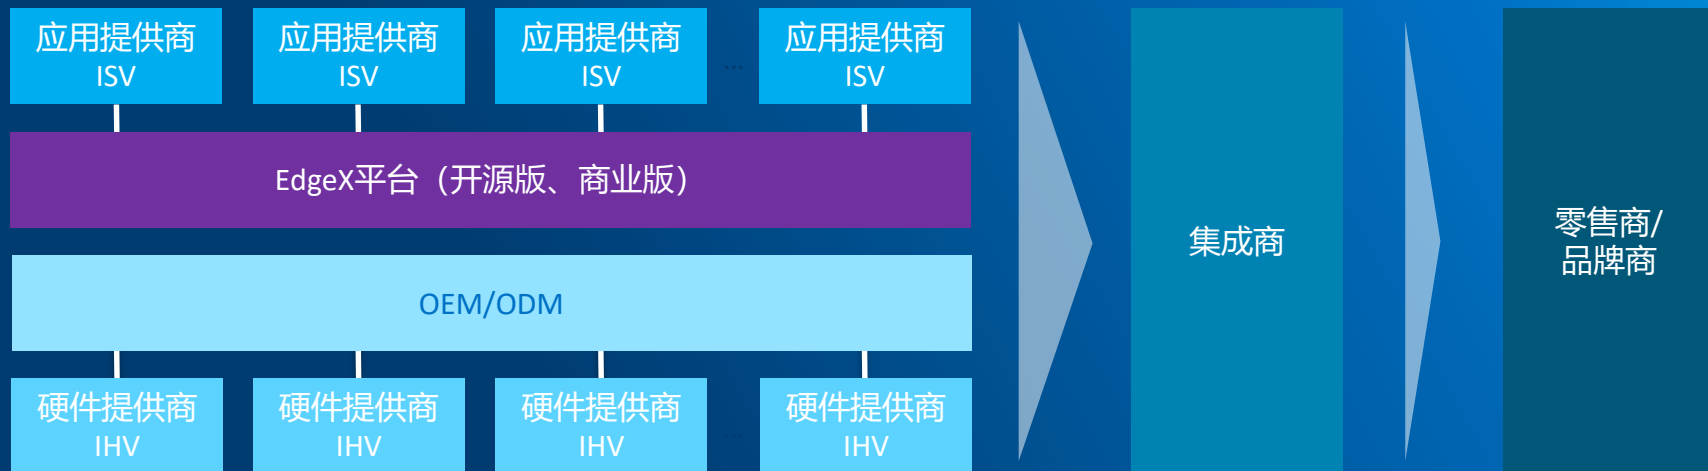 应用提供商
ISV
应用提供商
ISV
应用提供商
ISV
...
应用提供商
ISV
EdgeX平台（开源版、商业版）
OEM/ODM
硬件提供商
IHV
硬件提供商
IHV
硬件提供商
IHV
...
硬件提供商
IHV
集成商
零售商/
品牌商